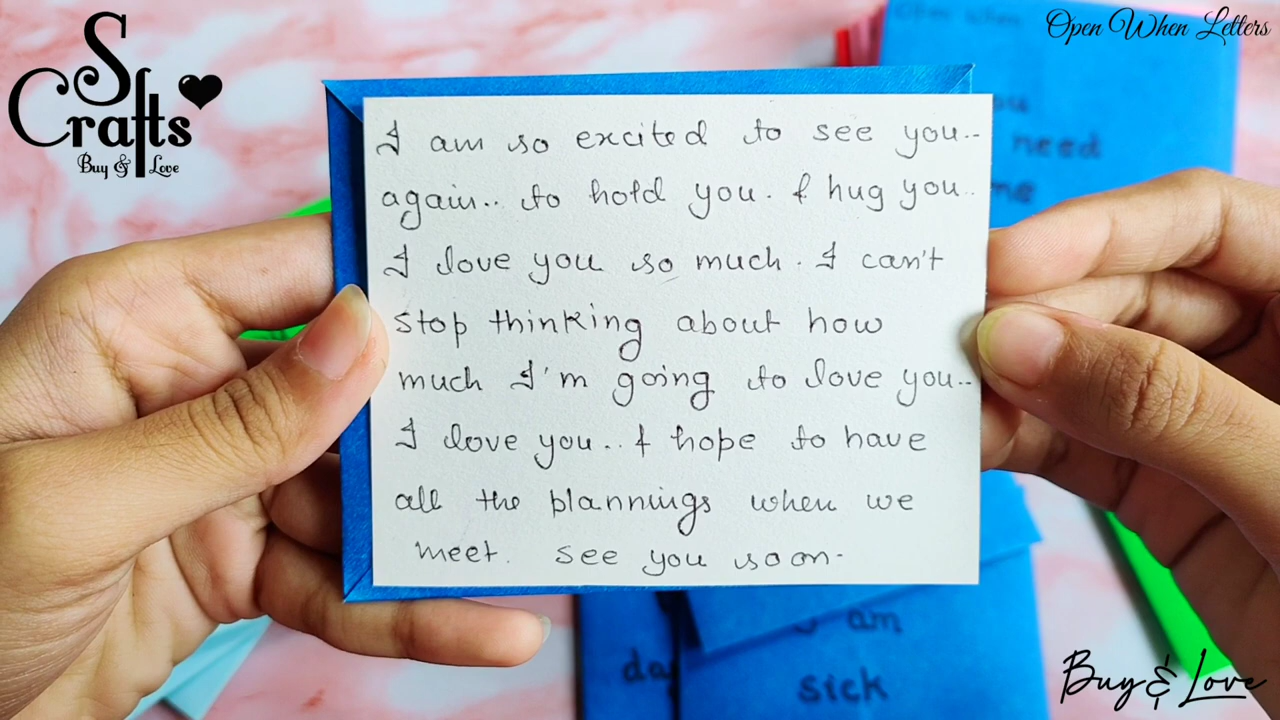 S Crafts
Buy & Love
Open When Letters
I am so excited to see you..
again.. to hold you. & hug you..
I love you so much. I can't
stop thinking about how
much I'm going to love you..
I love you.. I hope to have
all the plannings when we
meet. see you soon.
need
me
am
sick
day
Buy & Love